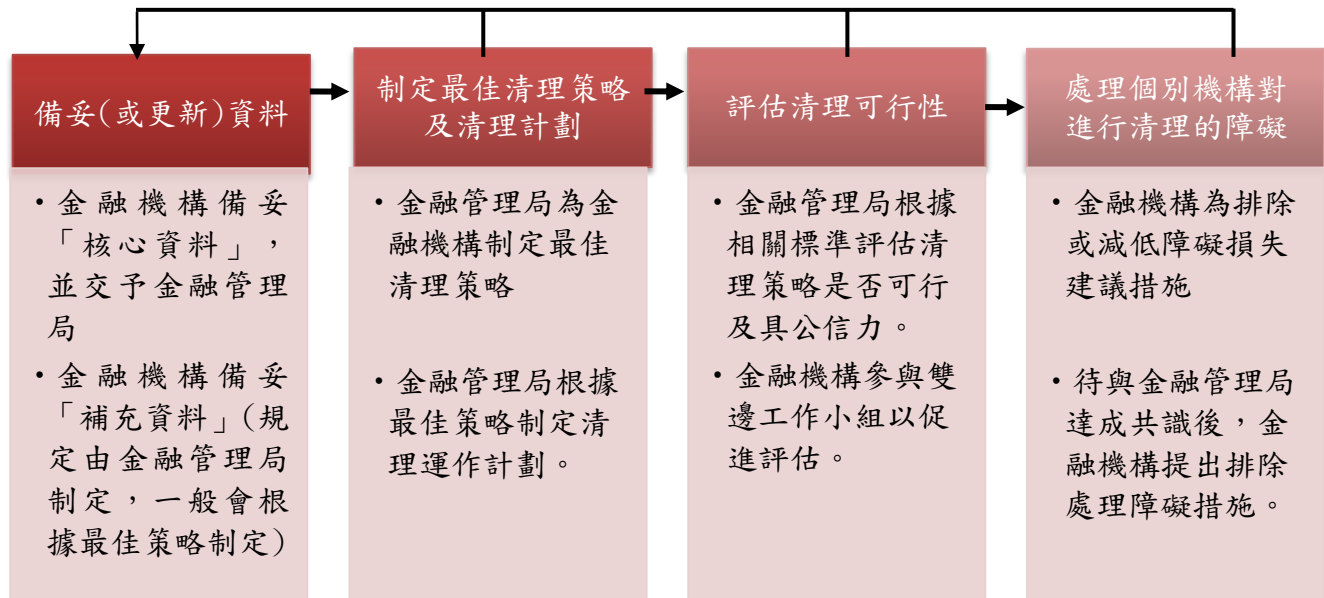 備妥(或更新)資料
制定最佳清理策略
及清理計劃
評估清理可行性
處理個別機構對
進行清理的障礙
・金融機構備妥
「核心資料」，
並交予金融管理
局
・金融機構備妥
「補充資料」(規
定由金融管理局
制定，一般會根
據最佳策略制定)
・金融管理局為金
融機構制定最佳
清理策略
・金融管理局根據
最佳策略制定清
理運作計劃。
・金融管理局根據
相關標準評估清
理策略是否可行
及具公信力。
・金融機構參與雙
邊工作小組以促
進評估。
・金融機構為排除
或減低障礙損失
建議措施
・待與金融管理局
達成共識後，金
融機構提出排除
處理障礙措施。